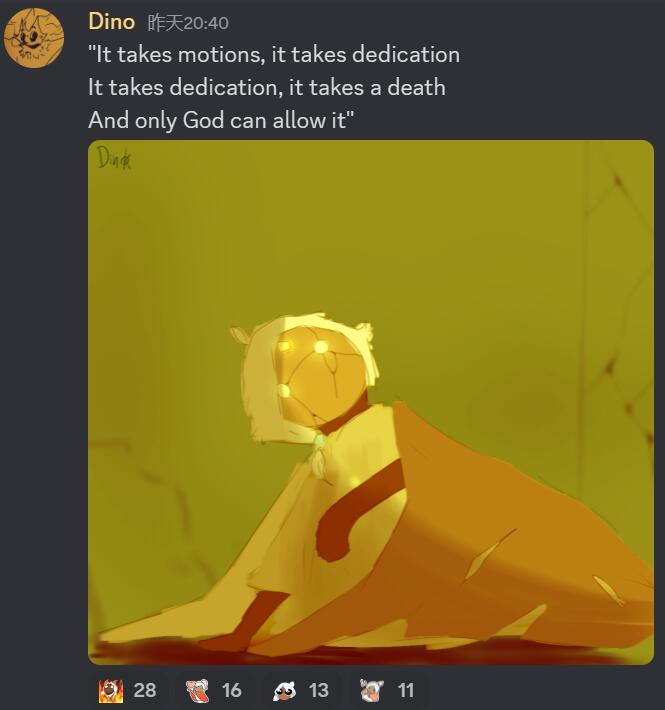 Dino 昨天20:40
"It takes motions, it takes dedication
It takes dedication, it takes a death
And only God can allow it"
28 16 13 11